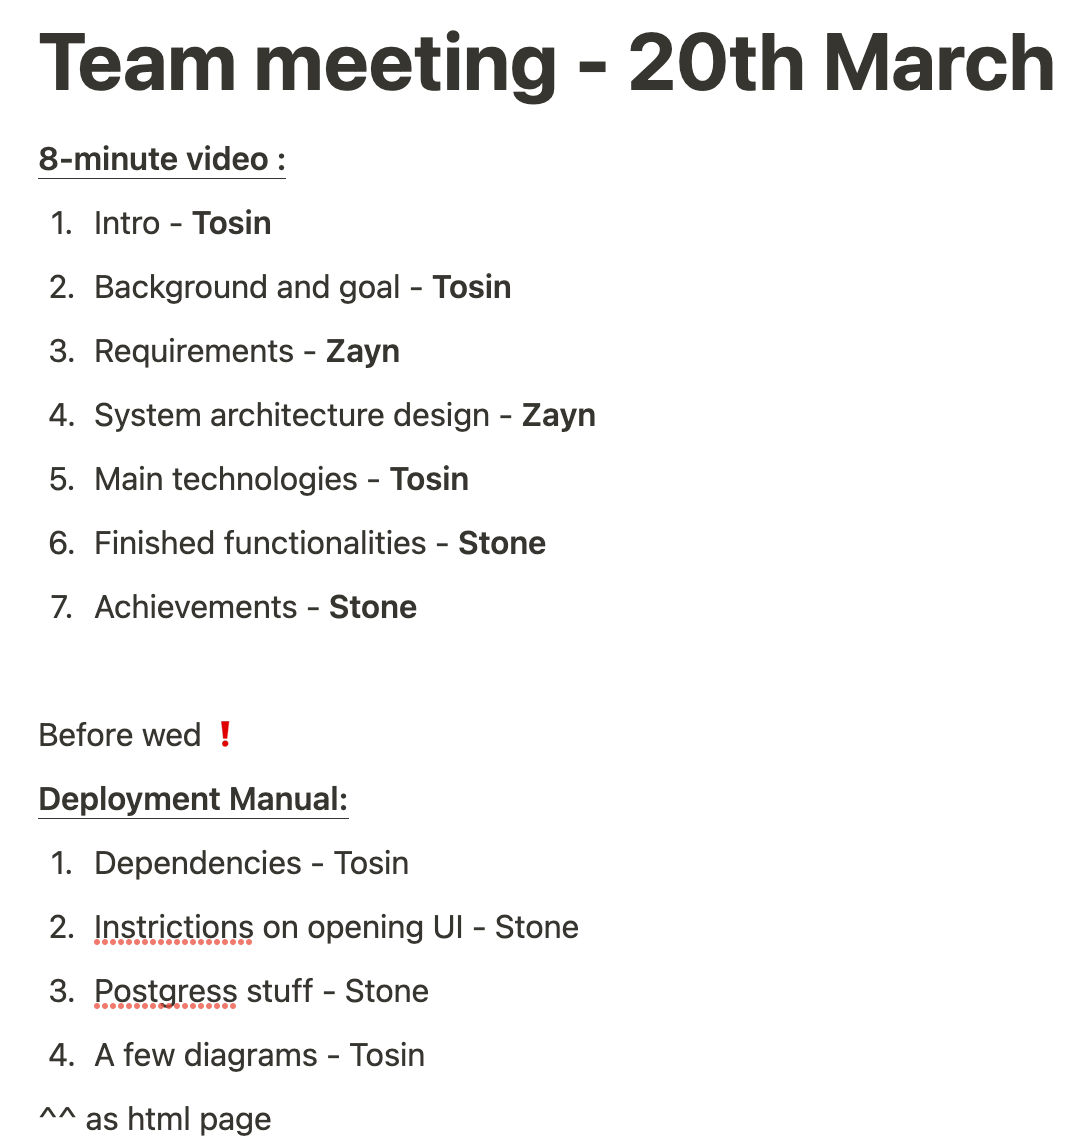 Team meeting - 20th March
8-minute video :
1. Intro - Tosin
2. Background and goal - Tosin
3. Requirements - Zayn
4. System architecture design - Zayn
5. Main technologies - Tosin
6. Finished functionalities - Stone
7. Achievements - Stone
Before wed ❗
Deployment Manual:
1. Dependencies - Tosin
2. Instrictions on opening UI - Stone
3. Postgress stuff - Stone
4. A few diagrams - Tosin
^^ as html page